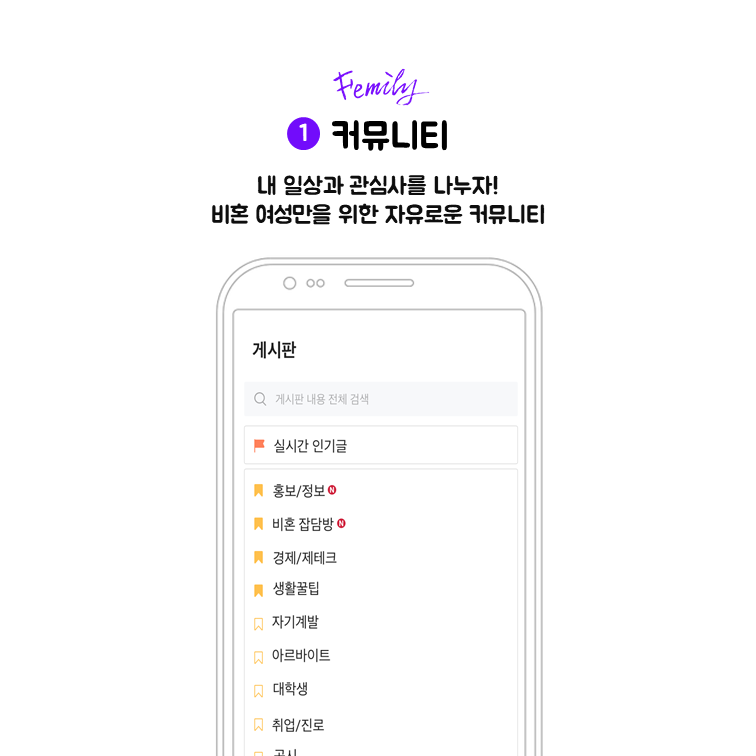 Femily
1 커뮤니티
내 일상과 관심사를 나누자!
비혼 여성만을 위한 자유로운 커뮤니티
게시판
게시판 내용 전체 검색
실시간 인기글
홍보/정보 N
비혼 잡담방 N
경제/제테크
생활꿀팁
자기계발
아르바이트
대학생
취업/진로